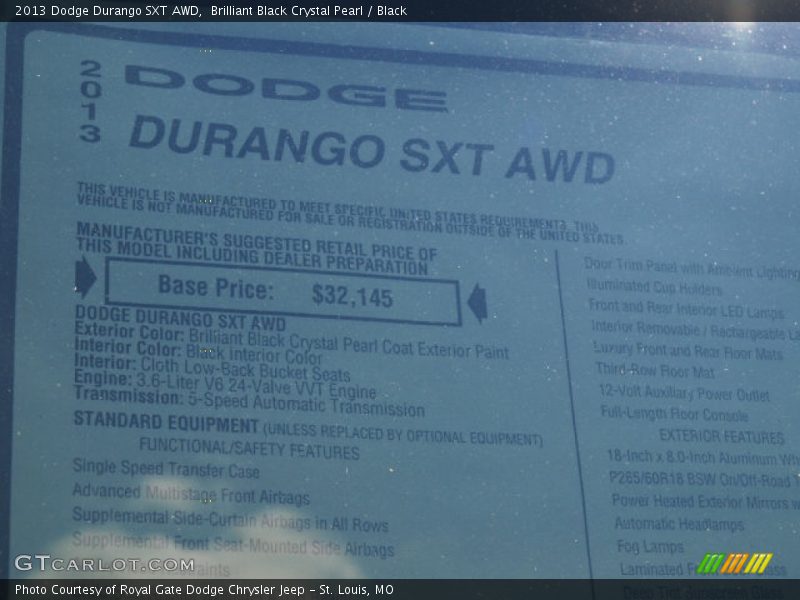 2013 Dodge Durango SXT AWD, Brilliant Black Crystal Pearl / Black
2013
DODGE
DURANGO SXT AWD
THIS VEHICLE IS MANUFACTURED TO MEET SPECIFIC UNITED STATES REQUIREMENTS. THIS
VEHICLE IS NOT MANUFACTURED FOR SALE OR REGISTRATION OUTSIDE OF THE UNITED STATES.
MANUFACTURER'S SUGGESTED RETAIL PRICE OF
THIS MODEL INCLUDING DEALER PREPARATION
Base Price: $32,145
DODGE DURANGO SXT AWD
Exterior Color: Brilliant Black Crystal Pearl Coat Exterior Paint
Interior Color: Black Interior Color
Interior: Cloth Low-Back Bucket Seats
Engine: 3.6-Liter V6 24-Valve VVT Engine
Transmission: 5-Speed Automatic Transmission
STANDARD EQUIPMENT (UNLESS REPLACED BY OPTIONAL EQUIPMENT)
FUNCTIONAL/SAFETY FEATURES
Single Speed Transfer Case
Advanced Multistage Front Airbags
Supplemental Side-Curtain Airbags in All Rows
Supplemental Front Seat-Mounted Side Airbags
Door Trim Panel with Ambient Lighting
Illuminated Cup Holders
Front and Rear Interior LED Lamps
Interior Removable / Rechargeable
Luxury Front and Rear Floor Mats
Third-Row Floor Mat
12-Volt Auxiliary Power Outlet
Full-Length Floor Console
EXTERIOR FEATURES
18-Inch x 8.0-Inch Aluminum
P265/60R18 BSW On/Off-Road
Power Heated Exterior Mirrors
Automatic Headlamps
Fog Lamps
Laminated
Deep Tint Sunscreen Glass
GTCARLOT.COM
Photo Courtesy of Royal Gate Dodge Chrysler Jeep - St. Louis, MO